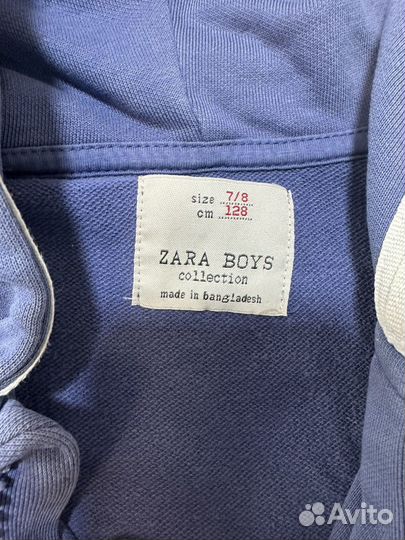 size 7/8
cm 128
ZARA BOYS
collection
made in bangladesh
Avito